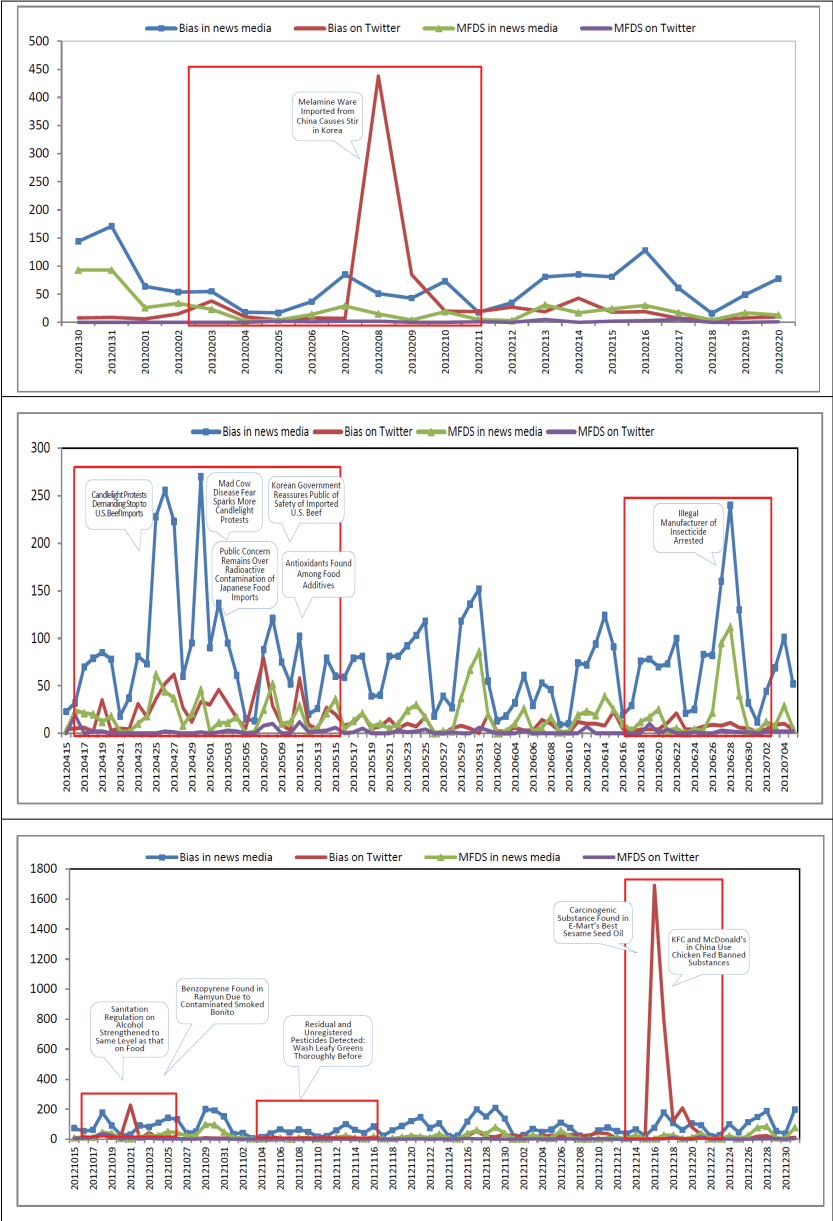 Bias in news media
Bias on Twitter
MFDS in news media
MFDS on Twitter
500
450
400
350
300
250
200
150
100
50
0
Melamine Ware
Imported from
China Causes Stir
in Korea
20120130
20120131
20120201
20120202
20120203
20120204
20120205
20120206
20120207
20120208
20120209
20120210
20120211
20120212
20120213
20120214
20120215
20120216
20120217
20120218
20120219
20120220
Bias in news media
Bias on Twitter
MFDS in news media
MFDS on Twitter
300
250
200
150
100
50
0
Candlelight Protests
Demanding Stop to
U.S. Beef Imports
Mad Cow
Disease Fear
Sparks More
Candlelight
Protests
Korean Government
Reassures Public of
Safety of Imported
U.S. Beef
Public Concern
Remains Over
Radioactive
Contamination of
Japanese Food
Imports
Antioxidants Found
Among Food
Additives
Illegal
Manufacturer of
Insecticide
Arrested
20120415
20120417
20120419
20120421
20120423
20120425
20120427
20120429
20120501
20120503
20120505
20120507
20120509
20120511
20120513
20120515
20120517
20120519
20120521
20120523
20120525
20120527
20120529
20120531
20120602
20120604
20120606
20120608
20120610
20120612
20120614
20120616
20120618
20120620
20120622
20120624
20120626
20120628
20120630
20120702
20120704
Bias in news media
Bias on Twitter
MFDS in news media
MFDS on Twitter
1800
1600
1400
1200
1000
800
600
400
200
0
Sanitation
Regulation on
Alcohol
Strengthened to
Same Level as that
on Food
Benzopyrene Found in
Ramyun Due to
Contaminated Smoked
Bonito
Residual and
Unregistered
Pesticides Detected:
Wash Leafy Greens
Thoroughly Before
Carcinogenic
Substance Found in
E-Mart's Best
Sesame Seed Oil
KFC and McDonald's
in China Use
Chicken Fed Banned
Substances
20121015
20121017
20121019
20121021
20121023
20121025
20121027
20121029
20121031
20121102
20121104
20121106
20121108
20121110
20121112
20121114
20121116
20121118
20121120
20121122
20121124
20121126
20121128
20121130
20121202
20121204
20121206
20121208
20121210
20121212
20121214
20121216
20121218
20121220
20121222
20121224
20121226
20121228
20121230